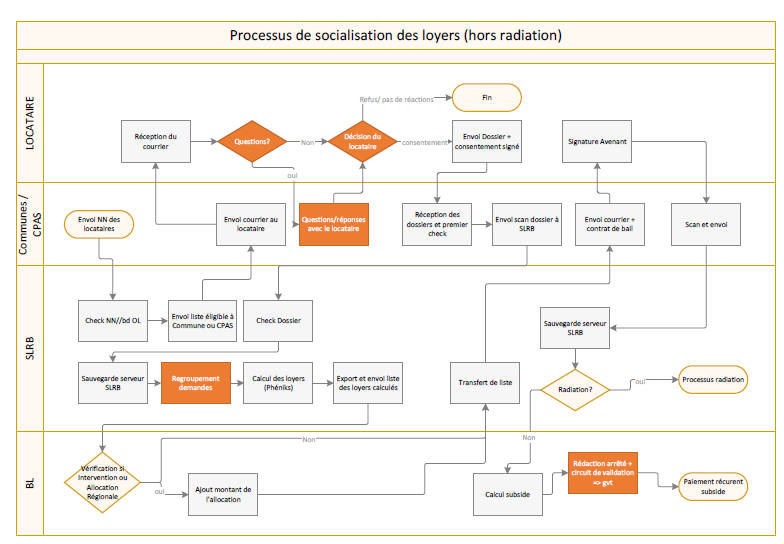 Processus de socialisation des loyers (hors radiation)
LOCATAIRE
Refus/ pas de réactions
Fin
Réception du
courrier
Questions?
Non
Décision du
locataire
consentement
Envoi Dossier +
consentement signé
Signature Avenant
oui
Communes /
CPAS
Envoi NN des
locataires
Envoi courrier au
locataire
Questions/réponses
avec le locataire
Réception des
dossiers et premier
check
Envoi scan dossier à
SLRB
Envoi courrier +
contrat de bail
Scan et envoi
SLRB
Check NN//bd OL
Envoi liste éligible à
Commune ou CPAS
Check Dossier
Sauvegarde serveur
SLRB
Sauvegarde serveur
SLRB
Regroupement
demandes
Calcul des loyers
(Phéniks)
Export et envoi liste
des loyers calculés
Transfert de liste
Radiation?
oui
Processus radiation
Non
Non
BL
Vérification si
Intervention ou
Allocation
Régionale
oui
Ajout montant de
l'allocation
Calcul subside
Rédaction arrêté +
circuit de validation
=> gvt
Paiement récurent
subside